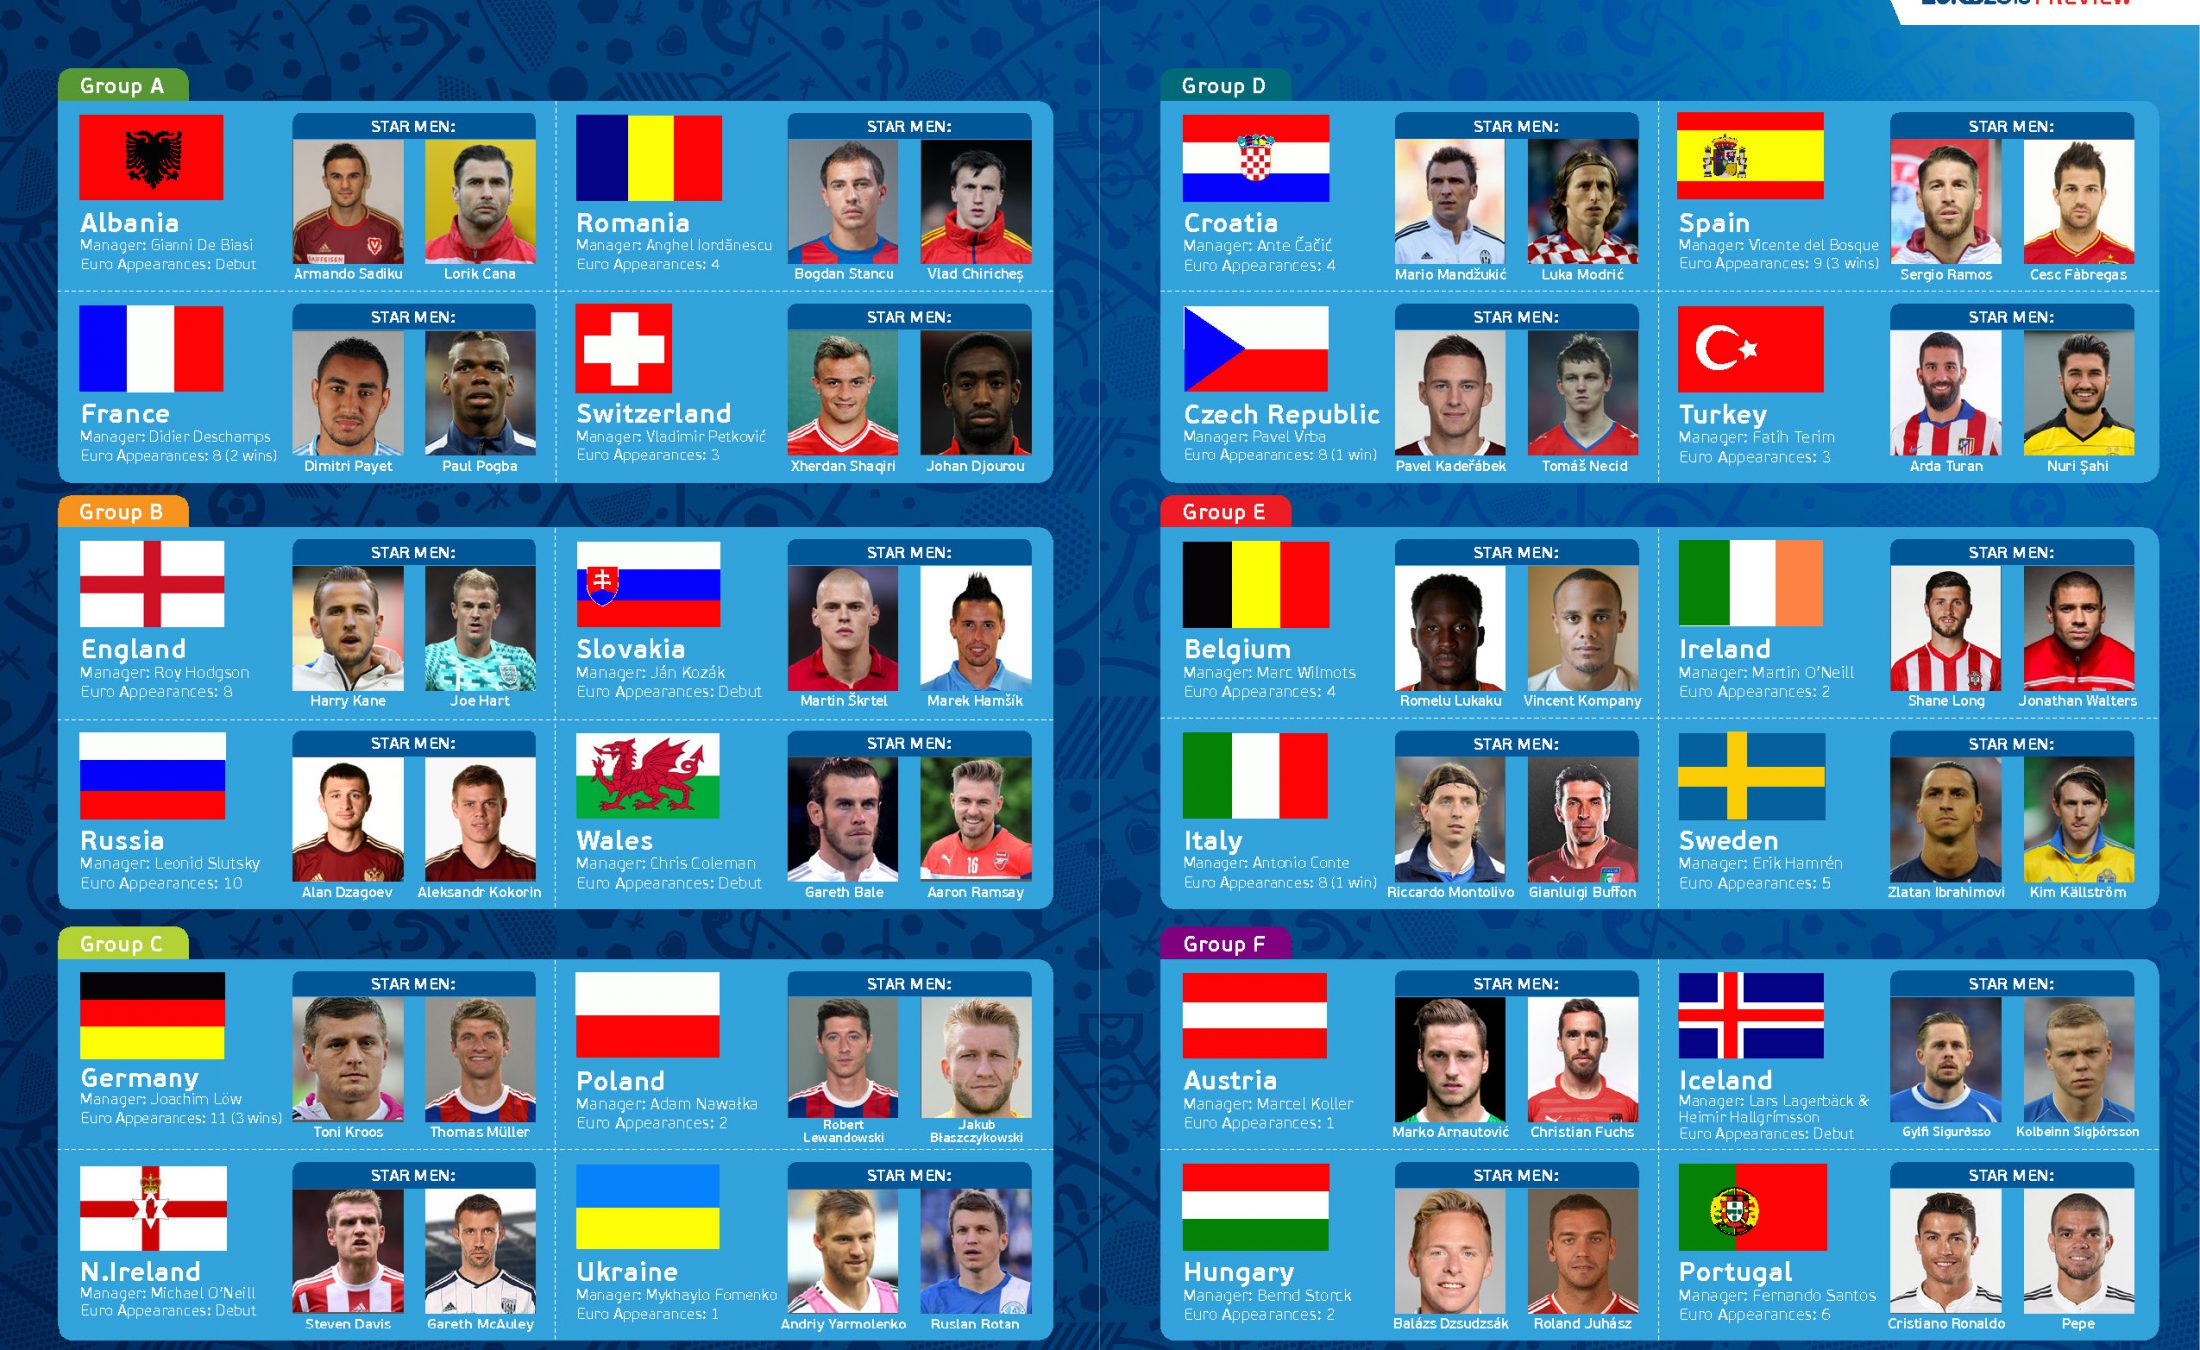 EURO2016 PREVIEW
Group A
STAR MEN:
Albania
Manager: Gianni De Biasi
Euro Appearances: Debut
Armando Sadiku
Lorik Cana
STAR MEN:
Romania
Manager: Anghel Iordănescu
Euro Appearances: 4
Bogdan Stancu
Vlad Chiricheș
STAR MEN:
France
Manager: Didier Deschamps
Euro Appearances: 8 (2 wins)
Dimitri Payet
Paul Pogba
STAR MEN:
Switzerland
Manager: Vladimir Petković
Euro Appearances: 3
Xherdan Shaqiri
Johan Djourou
Group B
STAR MEN:
England
Manager: Roy Hodgson
Euro Appearances: 8
Harry Kane
Joe Hart
STAR MEN:
Slovakia
Manager: Ján Kozák
Euro Appearances: Debut
Martin Škrtel
Marek Hamšík
STAR MEN:
Russia
Manager: Leonid Slutsky
Euro Appearances: 10
Alan Dzagoev
Aleksandr Kokorin
STAR MEN:
Wales
Manager: Chris Coleman
Euro Appearances: Debut
Gareth Bale
16
Aaron Ramsay
Group C
STAR MEN:
Germany
Manager: Joachim Löw
Euro Appearances: 11 (3 wins)
Toni Kroos
Thomas Müller
STAR MEN:
Poland
Manager: Adam Nawałka
Euro Appearances: 2
Robert
Lewandowski
Jakub
Błaszczykowski
STAR MEN:
N.Ireland
Manager: Michael O'Neill
Euro Appearances: Debut
Steven Davis
Gareth McAuley
STAR MEN:
Ukraine
Manager: Mykhaylo Fomenko
Euro Appearances: 1
Andriy Yarmolenko
Ruslan Rotan
Group D
STAR MEN:
Croatia
Manager: Ante Čačić
Euro Appearances: 4
Mario Mandžukić
Luka Modrić
STAR MEN:
Spain
Manager: Vicente del Bosque
Euro Appearances: 9 (3 wins)
Sergio Ramos
Cesc Fàbregas
STAR MEN:
Czech Republic
Manager: Pavel Vrba
Euro Appearances: 8 (1 win)
Pavel Kadeřábek
Tomáš Necid
STAR MEN:
Turkey
Manager: Fatih Terim
Euro Appearances: 3
Arda Turan
Nuri Şahi
Group E
STAR MEN:
Belgium
Manager: Marc Wilmots
Euro Appearances: 4
Romelu Lukaku
Vincent Kompany
STAR MEN:
Ireland
Manager: Martin O'Neill
Euro Appearances: 2
Shane Long
Jonathan Walters
STAR MEN:
Italy
Manager: Antonio Conte
Euro Appearances: 8 (1 win)
Riccardo Montolivo
Gianluigi Buffon
STAR MEN:
Sweden
Manager: Erik Hamrén
Euro Appearances: 5
Zlatan Ibrahimovi
Kim Källström
Group F
STAR MEN:
Austria
Manager: Marcel Koller
Euro Appearances: 1
Marko Arnautović
Christian Fuchs
STAR MEN:
Iceland
Manager: Lars Lagerbäck &
Heimir Hallgrímsson
Euro Appearances: Debut
Gylfi Sigurðsso
Kolbeinn Sigþórsson
STAR MEN:
Hungary
Manager: Bernd Storck
Euro Appearances: 2
Balázs Dzsudzsák
Roland Juhász
STAR MEN:
Portugal
Manager: Fernando Santos
Euro Appearances: 6
Cristiano Ronaldo
Pepe